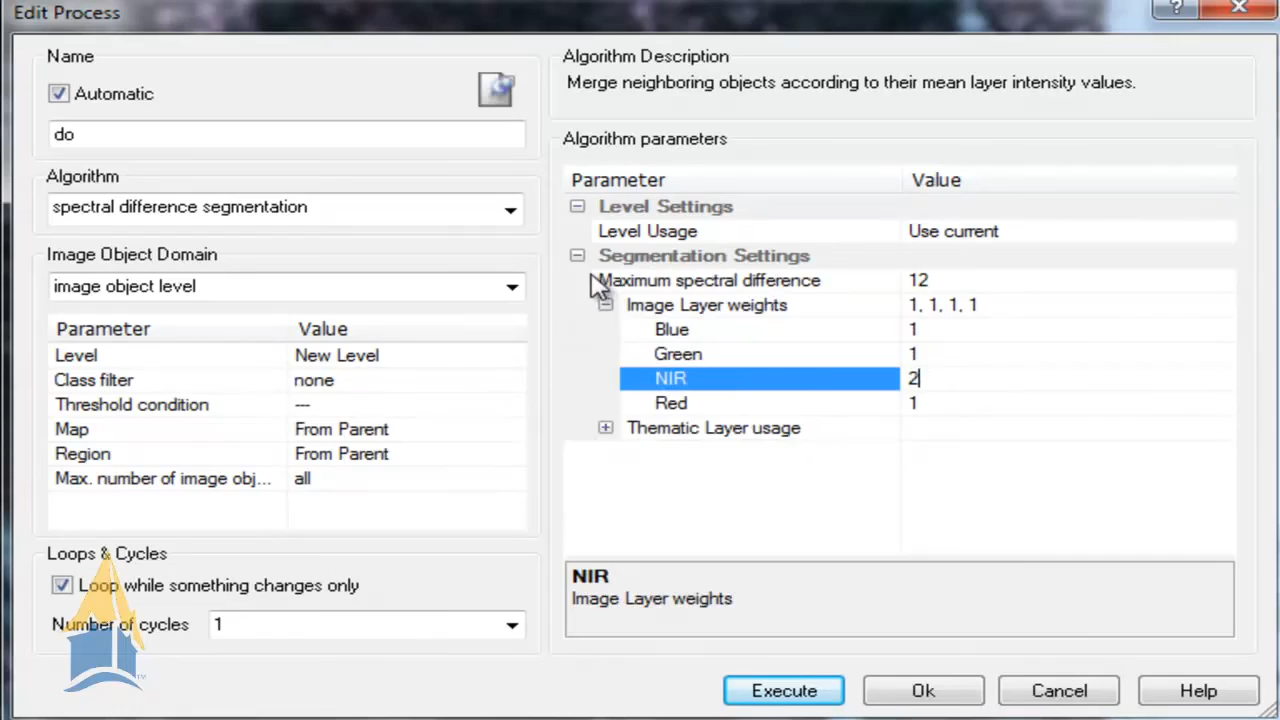 Edit Process
Name
Automatic
do
Algorithm
spectral difference segmentation
Image Object Domain
image object level
Parameter Value
Level New Level
Class filter none
Threshold condition ---
Map From Parent
Region From Parent
Max. number of image obj... all
Loops & Cycles
Loop while something changes only
Number of cycles 1
Algorithm Description
Merge neighboring objects according to their mean layer intensity values.
Algorithm parameters
Parameter Value
Level Settings
Level Usage Use current
Segmentation Settings
Maximum spectral difference 12
Image Layer weights 1, 1, 1, 1
Blue 1
Green 1
NIR 2
Red 1
Thematic Layer usage
NIR
Image Layer weights
Execute Ok Cancel Help